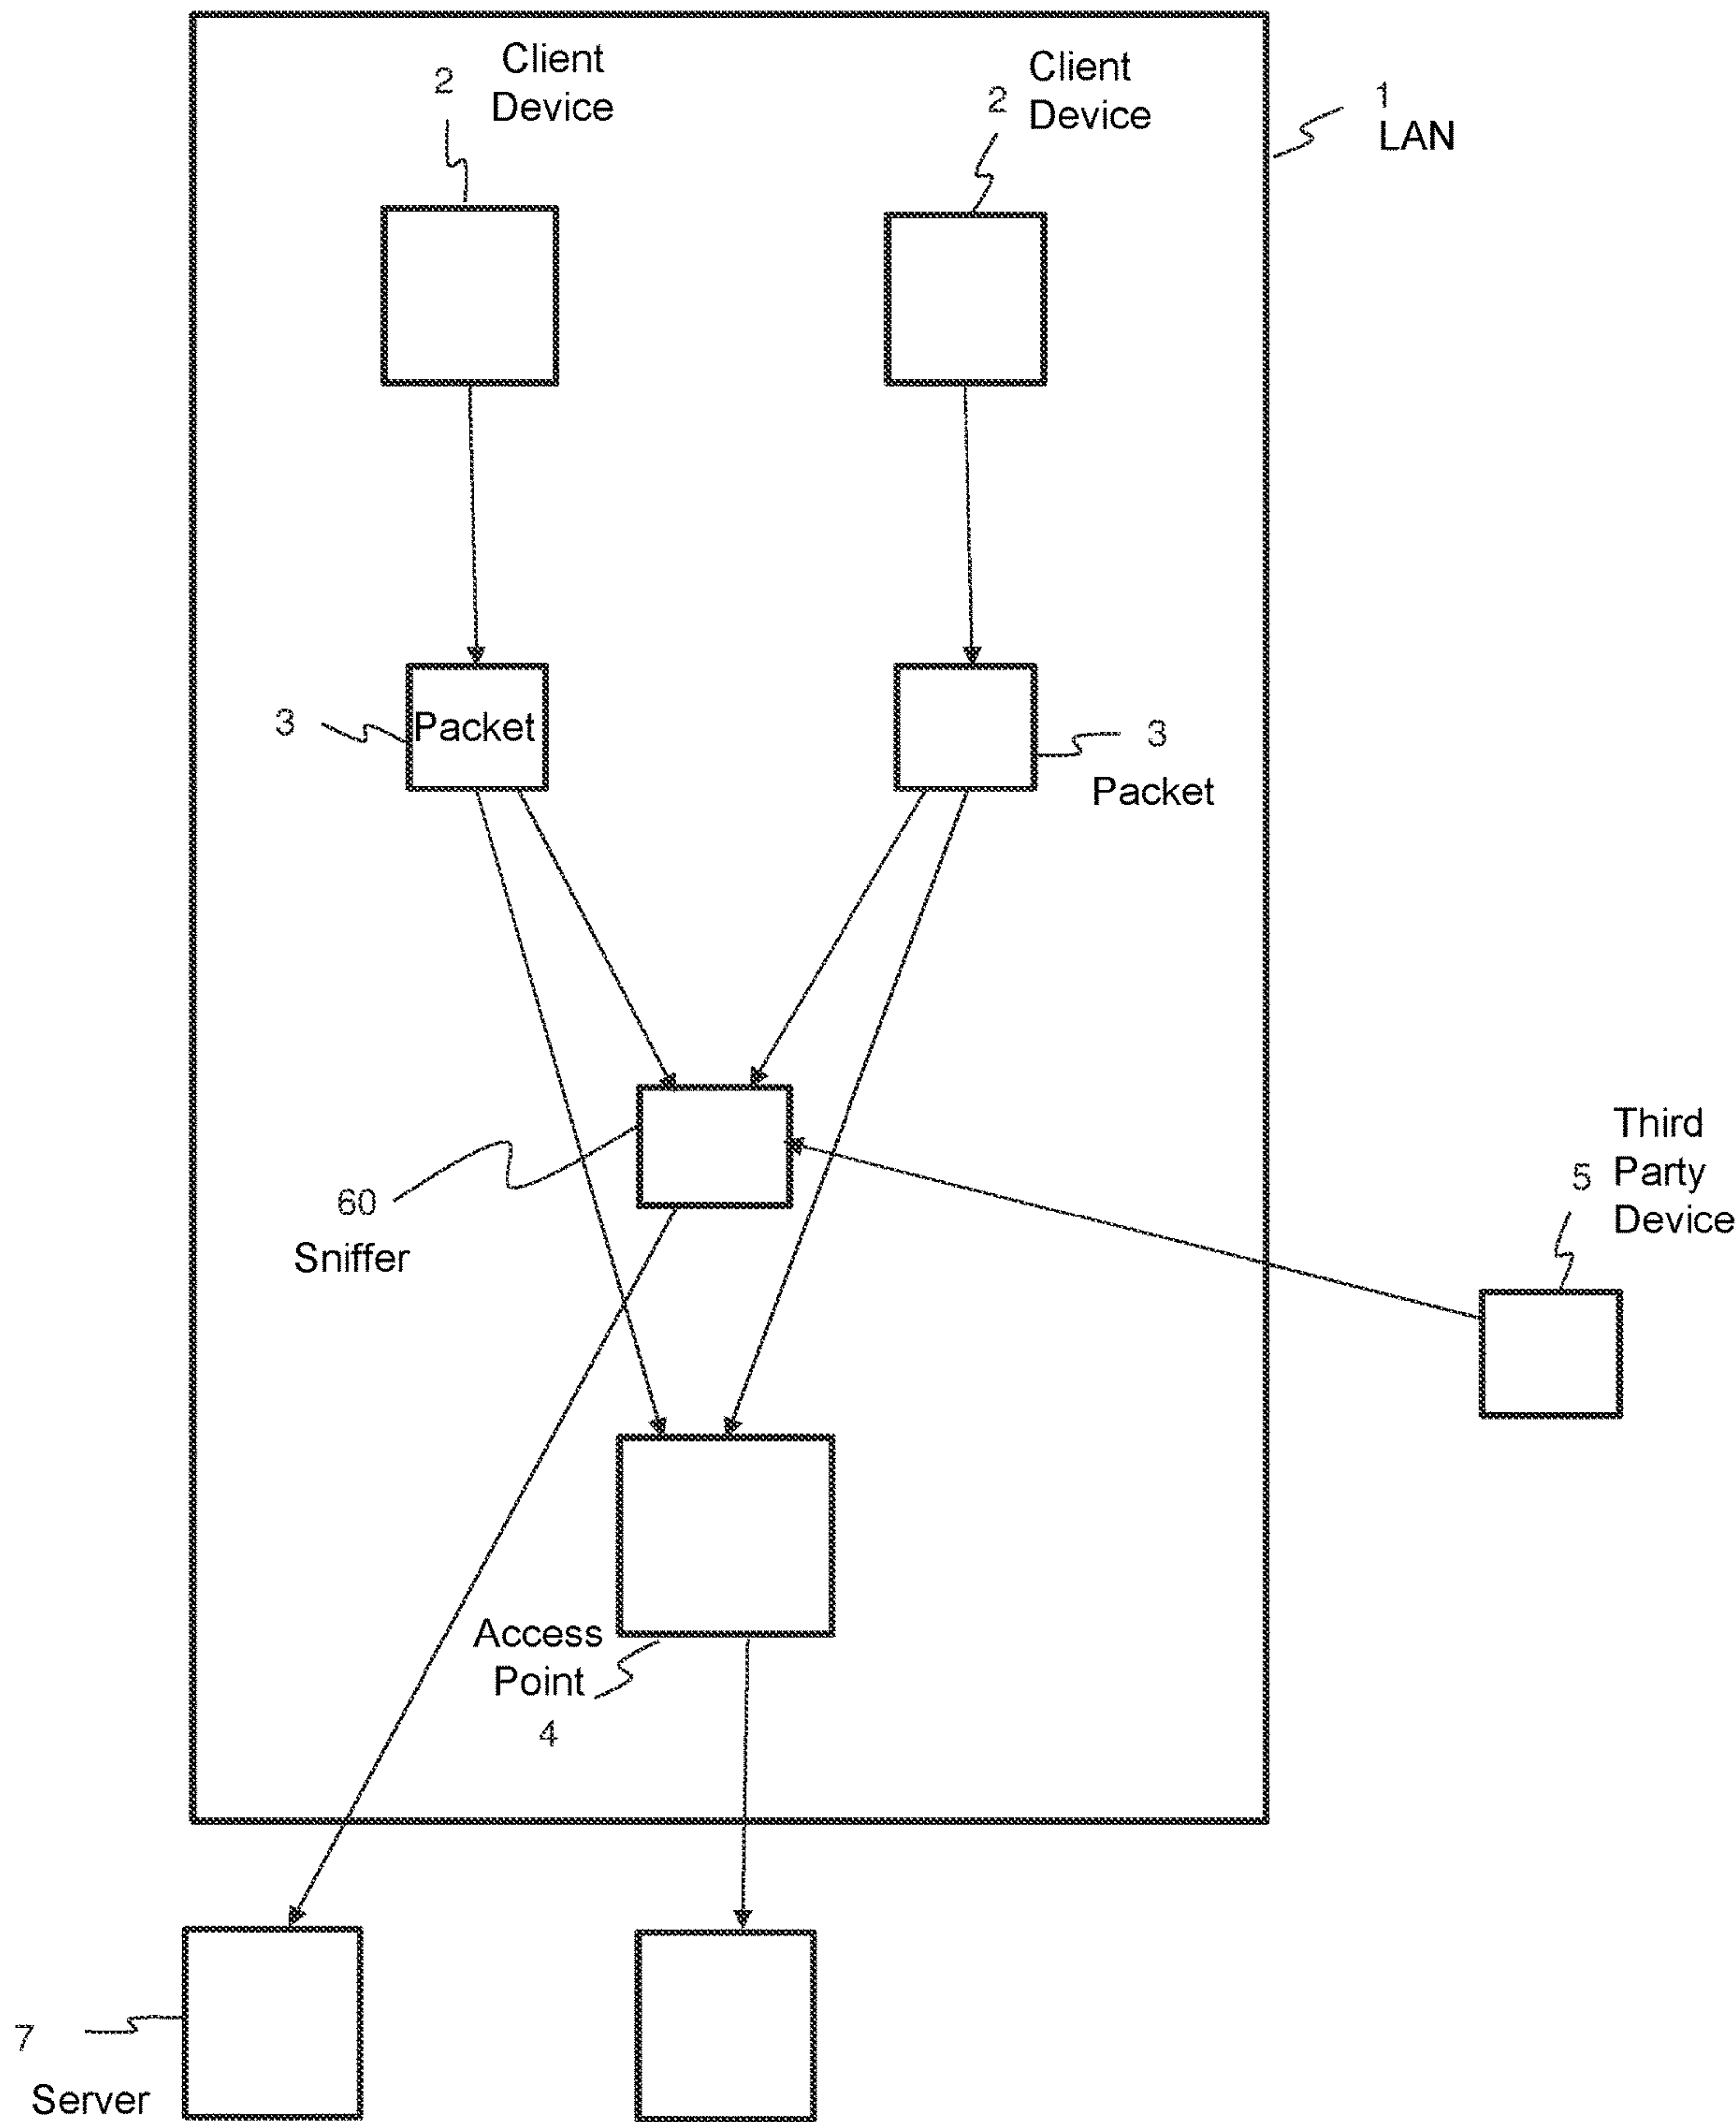 2
Client
Device
2
Client
Device
1
LAN
3
Packet
3
Packet
60
Sniffer
5
Third
Party
Device
Access
Point
4
7
Server